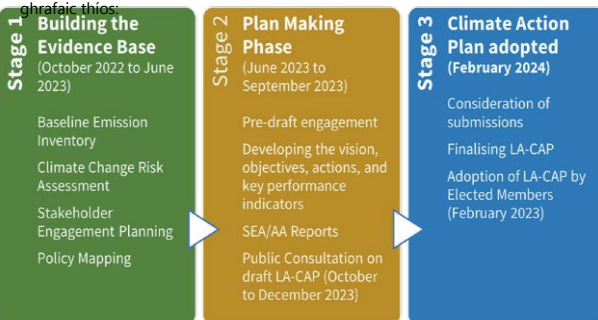 ghrafaic thíos:
Stage 1
Building the
Evidence Base
(October 2022 to June
2023)
Baseline Emission
Inventory
Climate Change Risk
Assessment
Stakeholder
Engagement Planning
Policy Mapping
Stage 2
Plan Making
Phase
(June 2023 to
September 2023)
Pre-draft engagement
Developing the vision,
objectives, actions, and
key performance
indicators
SEA/AA Reports
Public Consultation on
draft LA-CAP (October
to December 2023)
Stage 3
Climate Action
Plan adopted
(February 2024)
Consideration of
submissions
Finalising LA-CAP
Adoption of LA-CAP by
Elected Members
(February 2023)